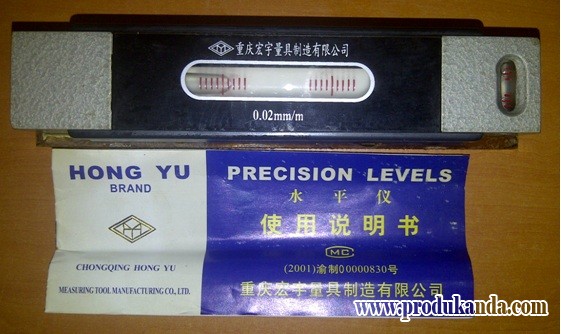 重庆宏宇量具制造有限公司
0.02mm/m
HONG YU
BRAND
CHONGQING HONG YU
MEASURING TOOL MANUFACTURING CO., LTD.
PRECISION LEVELS
水平仪
使用说明书
MC
(2001)渝制00000830号
重庆宏宇量具制造有限公司
www.produkanda.com